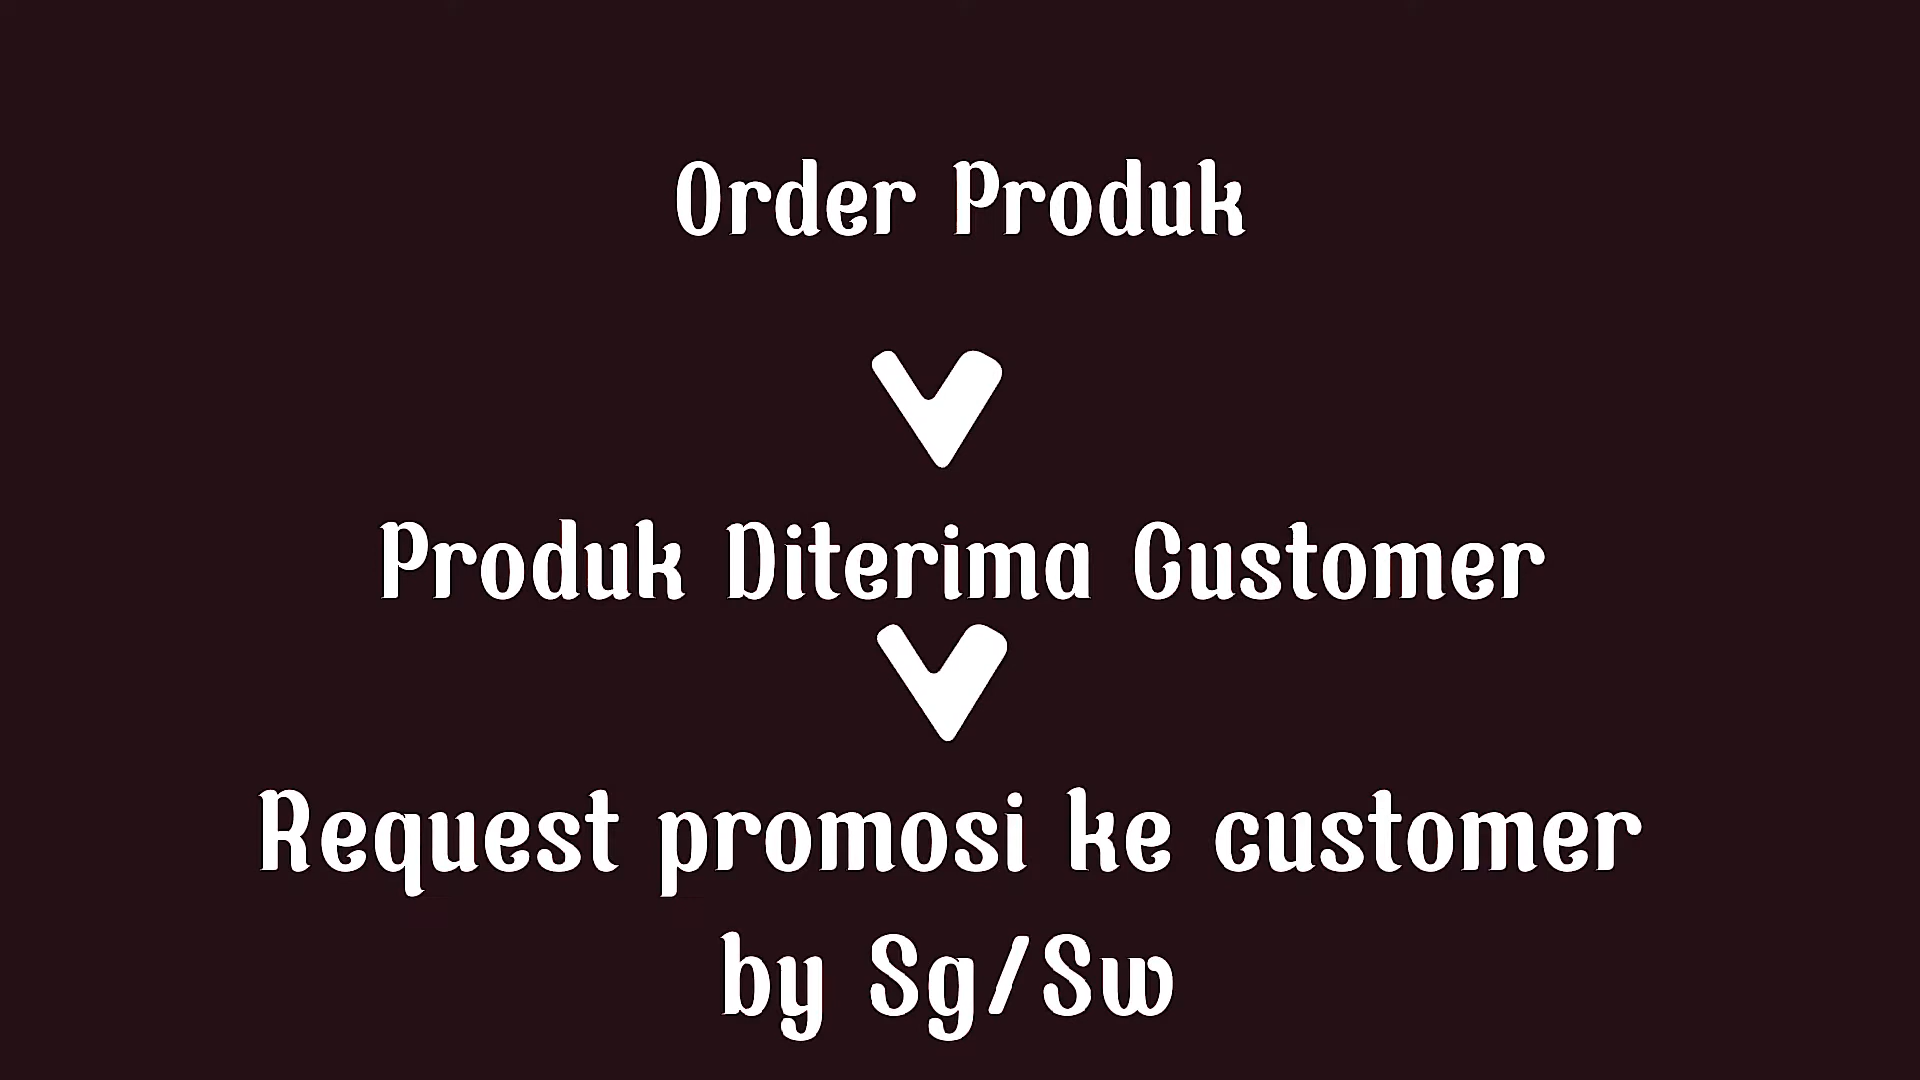 Order Produk
Produk Diterima Customer
Request promosi ke customer
by Sg/Sw